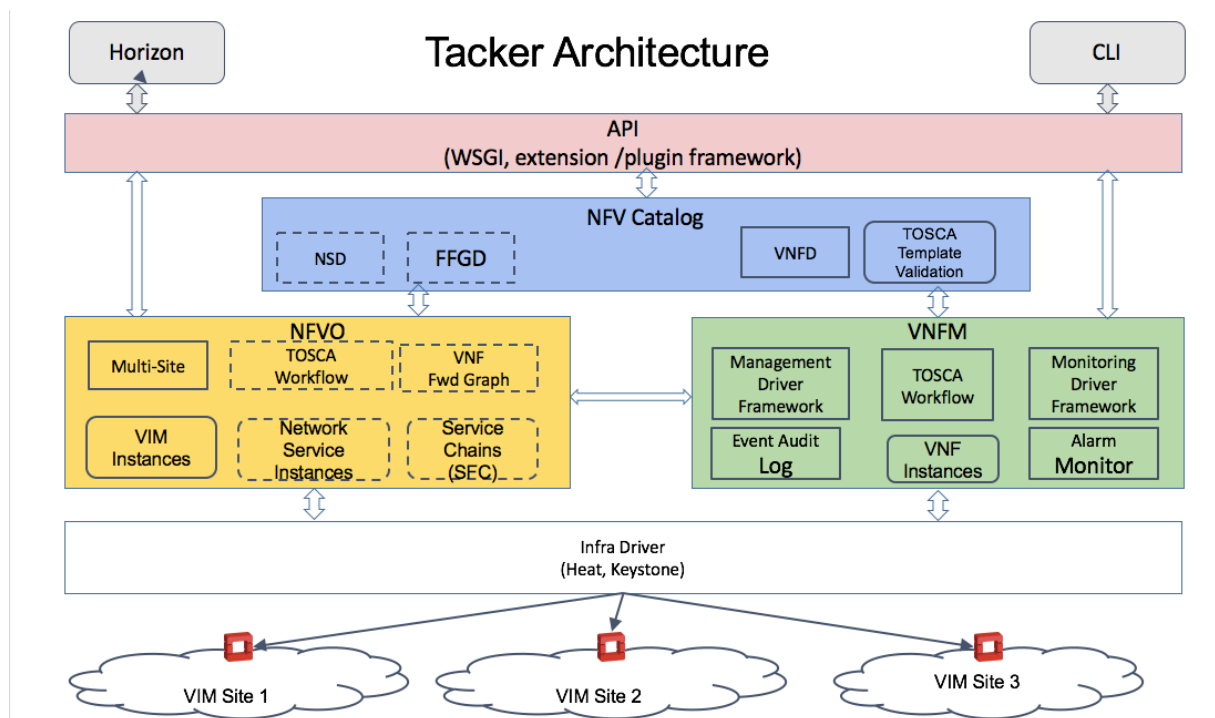 Horizon
Tacker Architecture
CLI
API
(WSGI, extension /plugin framework)
NFV Catalog
NSD
FFGD
VNFD
TOSCA
Template
Validation
NFVO
Multi-Site
TOSCA
Workflow
VNF
Fwd Graph
VIM
Instances
Network
Service
Instances
Service
Chains
(SEC)
VNFM
Management
Driver
Framework
TOSCA
Workflow
Monitoring
Driver
Framework
Event Audit
Log
VNF
Instances
Alarm
Monitor
Infra Driver
(Heat, Keystone)
VIM Site 1
VIM Site 2
VIM Site 3